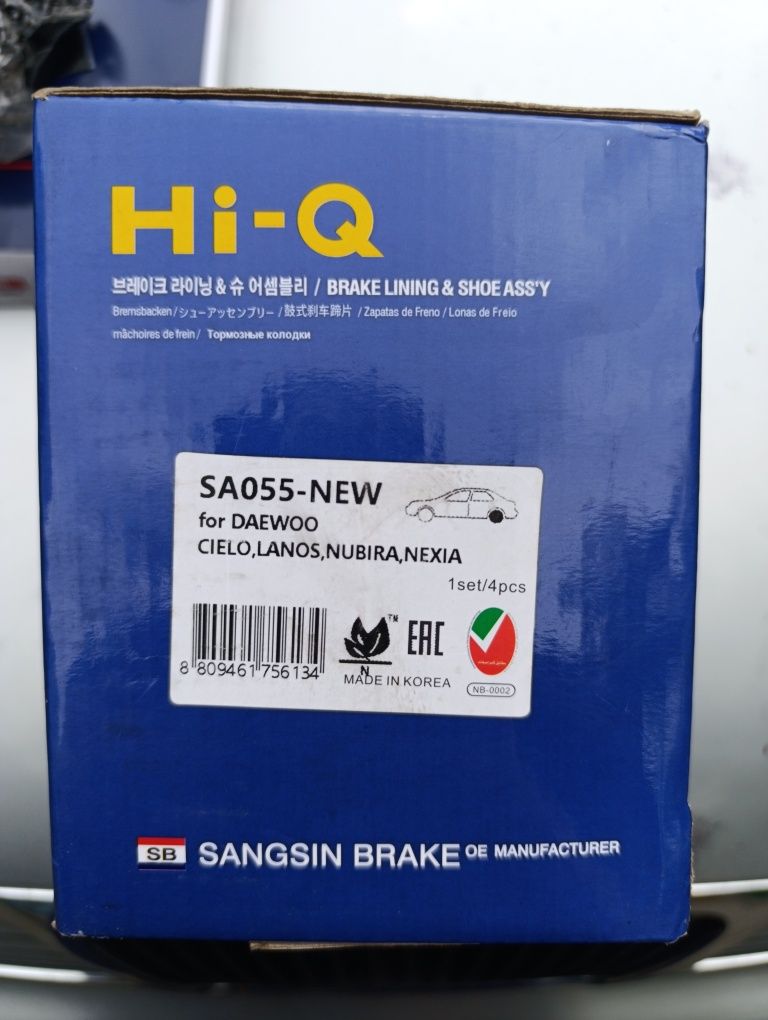 Hi-Q
브레이크 라이닝 & 슈 어셈블리 / BRAKE LINING & SHOE ASS'Y
Bremsbacken / シューアッセンブリー / 鼓式刹车蹄片 / Zapatas de Freno / Lonas de Freio
mâchoires de frein / Тормозные колодки
SA055-NEW
for DAEWOO
CIELO,LANOS,NUBIRA,NEXIA
1set/4pcs
8 809461 756134
N
TM
EAC
MADE IN KOREA
NB-0002
SB SANGSIN BRAKE OE MANUFACTURER